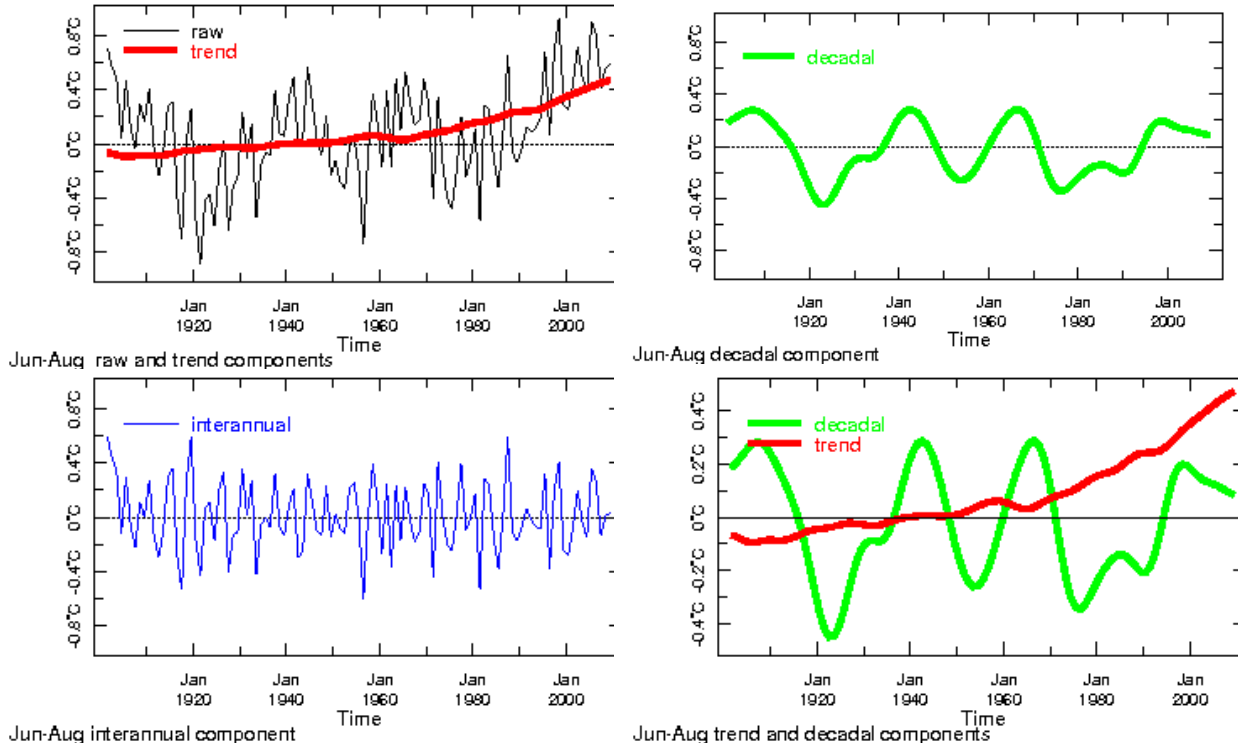 0.8°C
0.4°C
0°C
-0.4°C
-0.8°C
raw
trend
Jan Jan Jan Jan Jan
1920 1940 1960 1980 2000
Time
Jun-Aug raw and trend components
0.8°C
0.4°C
0°C
-0.4°C
-0.8°C
decadal
Jan Jan Jan Jan Jan
1920 1940 1960 1980 2000
Time
Jun-Aug decadal component
0.8°C
0.4°C
0°C
-0.4°C
-0.8°C
interannual
Jan Jan Jan Jan Jan
1920 1940 1960 1980 2000
Time
Jun-Aug interannual component
0.4°C
0.2°C
0°C
-0.2°C
-0.4°C
decadal
trend
Jan Jan Jan Jan Jan
1920 1940 1960 1980 2000
Time
Jun-Aug trend and decadal components